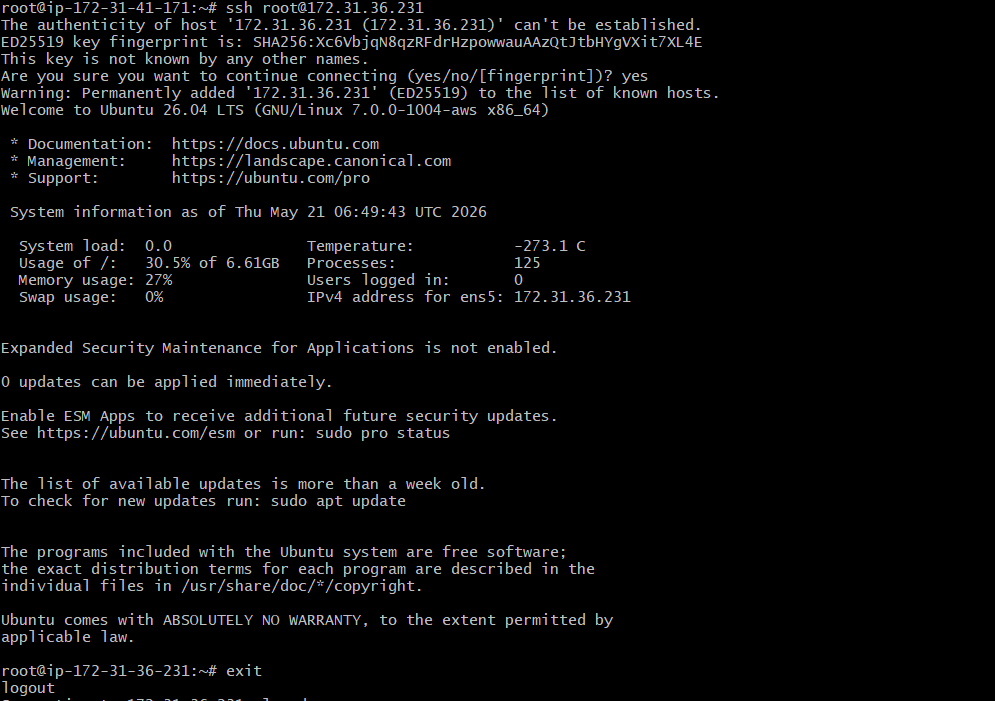 root@ip-172-31-41-171:~# ssh root@172.31.36.231
The authenticity of host '172.31.36.231 (172.31.36.231)' can't be established.
ED25519 key fingerprint is: SHA256:Xc6VbjqN8qzRFdrHzpowwauAAzQtJtbHYgVXit7XL4E
This key is not known by any other names.
Are you sure you want to continue connecting (yes/no/[fingerprint])? yes
Warning: Permanently added '172.31.36.231' (ED25519) to the list of known hosts.
Welcome to Ubuntu 26.04 LTS (GNU/Linux 7.0.0-1004-aws x86_64)

 * Documentation:  https://docs.ubuntu.com
 * Management:     https://landscape.canonical.com
 * Support:        https://ubuntu.com/pro

 System information as of Thu May 21 06:49:43 UTC 2026

  System load:  0.0               Temperature:           -273.1 C
  Usage of /:   30.5% of 6.61GB   Processes:             125
  Memory usage: 27%               Users logged in:       0
  Swap usage:   0%                IPv4 address for ens5: 172.31.36.231

Expanded Security Maintenance for Applications is not enabled.

0 updates can be applied immediately.

Enable ESM Apps to receive additional future security updates.
See https://ubuntu.com/esm or run: sudo pro status

The list of available updates is more than a week old.
To check for new updates run: sudo apt update

The programs included with the Ubuntu system are free software;
the exact distribution terms for each program are described in the
individual files in /usr/share/doc/*/copyright.

Ubuntu comes with ABSOLUTELY NO WARRANTY, to the extent permitted by
applicable law.

root@ip-172-31-36-231:~# exit
logout